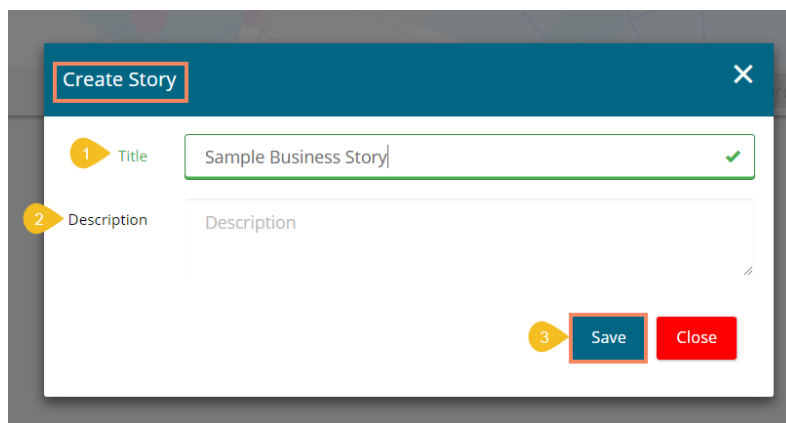 Create Story
1 Title Sample Business Story
2 Description Description
3 Save Close